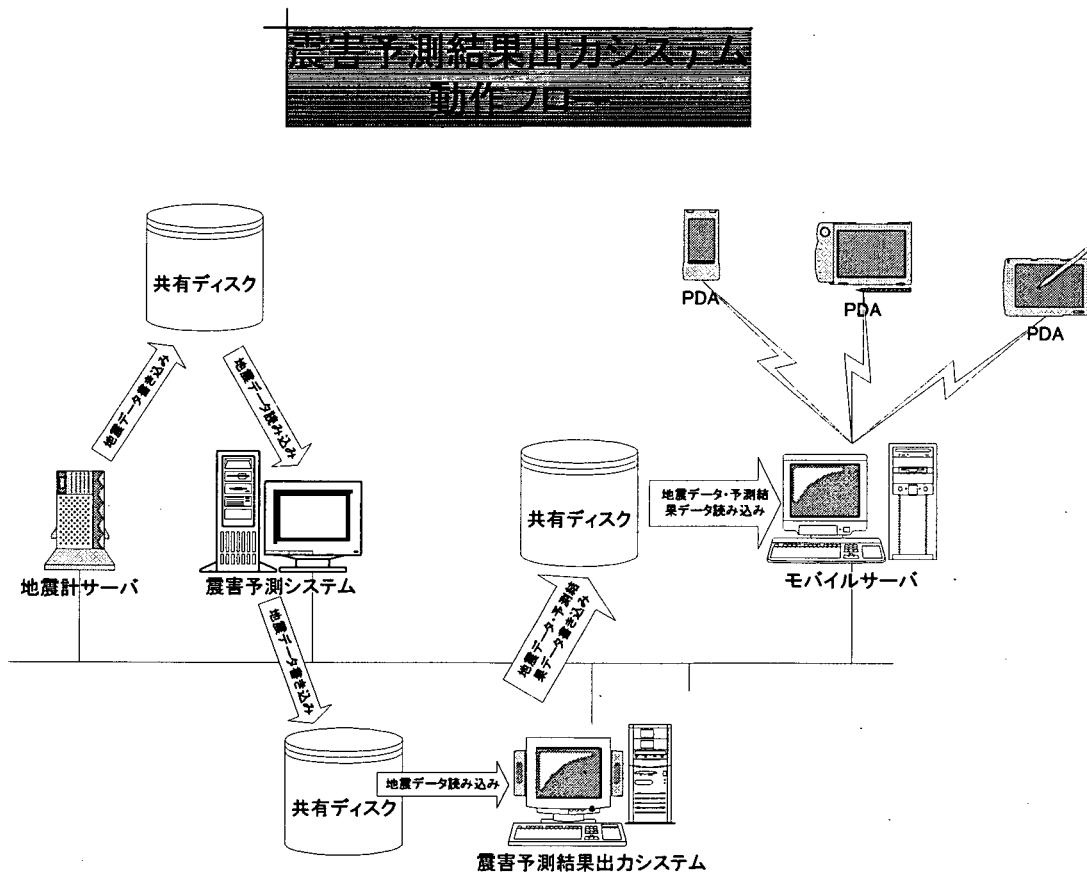 震害予測結果出力システム
動作フロー
共有ディスク
PDA
PDA
PDA
地震データ書き込み
地震データ読み込み
共有ディスク
地震データ・予測結
果データ読み込み
地震計サーバ
震害予測システム
モバイルサーバ
地震データ書き込み
地震データ・予測結
果データ書き込み
共有ディスク
地震データ読み込み
震害予測結果出力システム